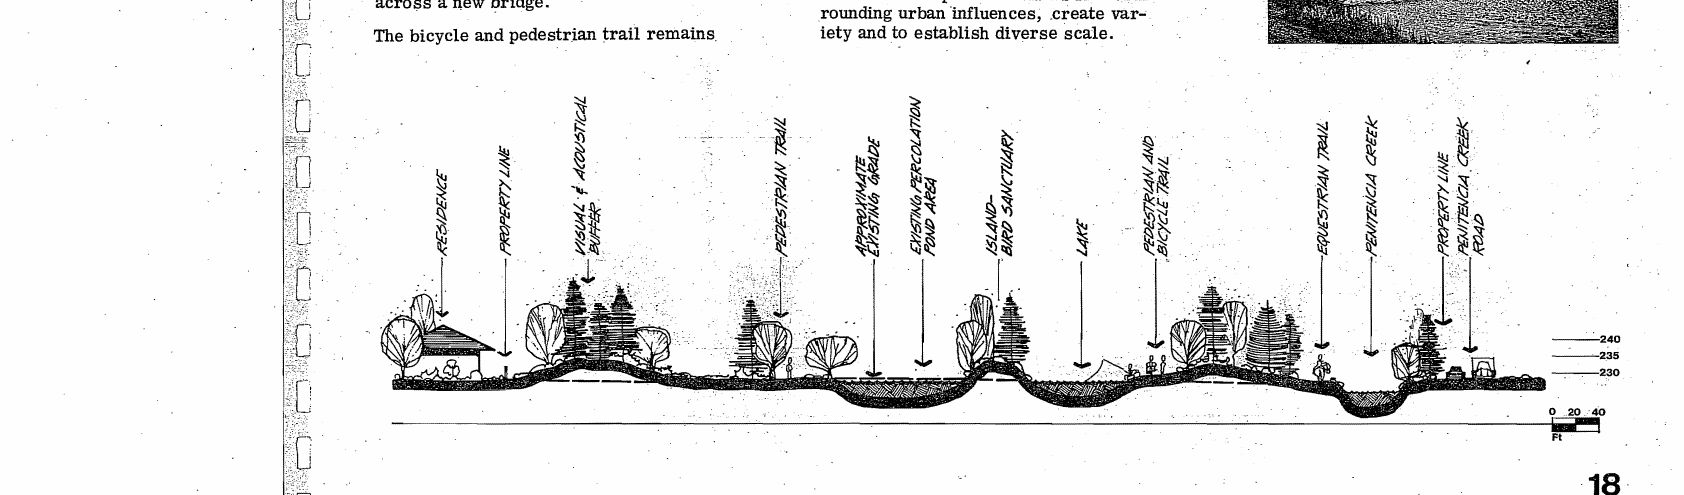 across a new bridge.
The bicycle and pedestrian trail remains
rounding urban influences, create var-
iety and to establish diverse scale.
RESIDENCE
PROPERTY LINE
VISUAL & ACOUSTICAL
BUFFER
PEDESTRIAN TRAIL
APPROXIMATE
EXISTING GRADE
EXISTING PERCOLATION
POND AREA
ISLAND-
BIRD SANCTUARY
LAKE
PEDESTRIAN AND
BICYCLE TRAIL
EQUESTRIAN TRAIL
PENITENCIA CREEK
PROPERTY LINE
PENITENCIA CREEK
ROAD
240
235
230
0 20 40
Ft
18